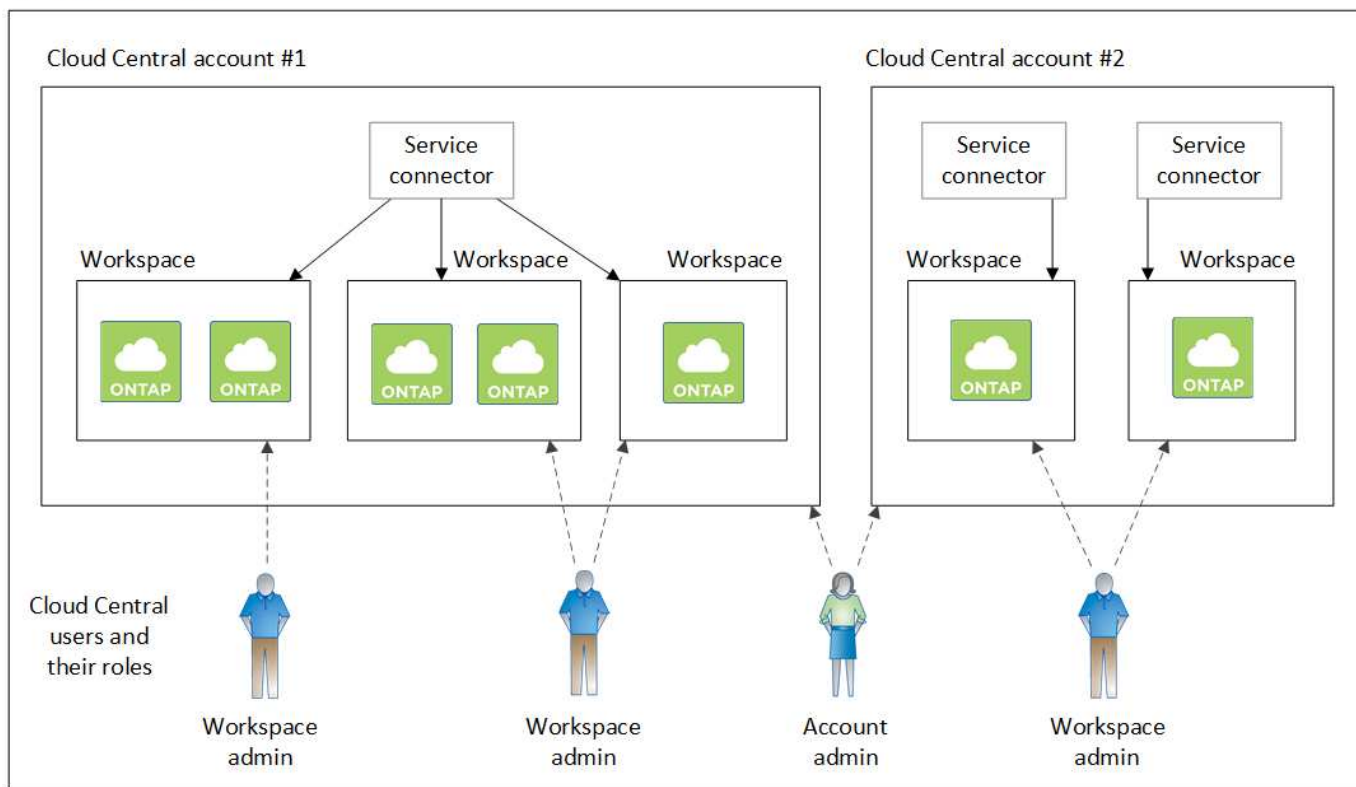 Cloud Central account #1
Cloud Central account #2
Service
connector
Service
connector
Service
connector
Workspace
Workspace
Workspace
Workspace
Workspace
ONTAP
ONTAP
ONTAP
ONTAP
ONTAP
ONTAP
ONTAP
Cloud Central
users and
their roles
Workspace
admin
Workspace
admin
Account
admin
Workspace
admin